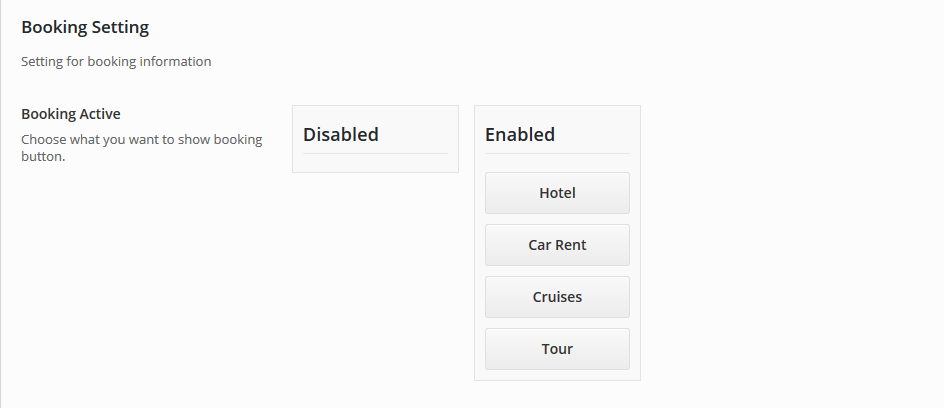 Booking Setting
Setting for booking information
Booking Active
Choose what you want to show booking
button.
Disabled
Enabled
Hotel
Car Rent
Cruises
Tour